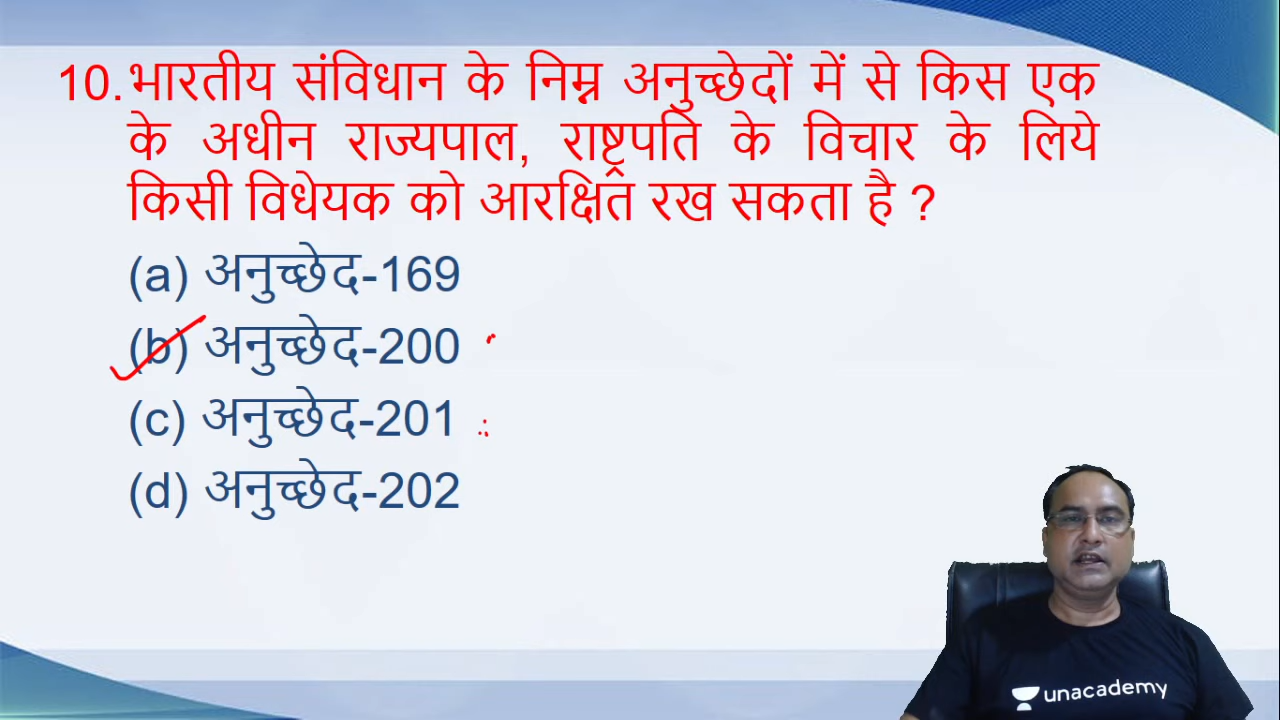 10. भारतीय संविधान के निम्न अनुच्छेदों में से किस एक
के अधीन राज्यपाल, राष्ट्रपति के विचार के लिये
किसी विधेयक को आरक्षित रख सकता है ?
(a) अनुच्छेद-169
(b) अनुच्छेद-200
(c) अनुच्छेद-201
(d) अनुच्छेद-202
unacademy